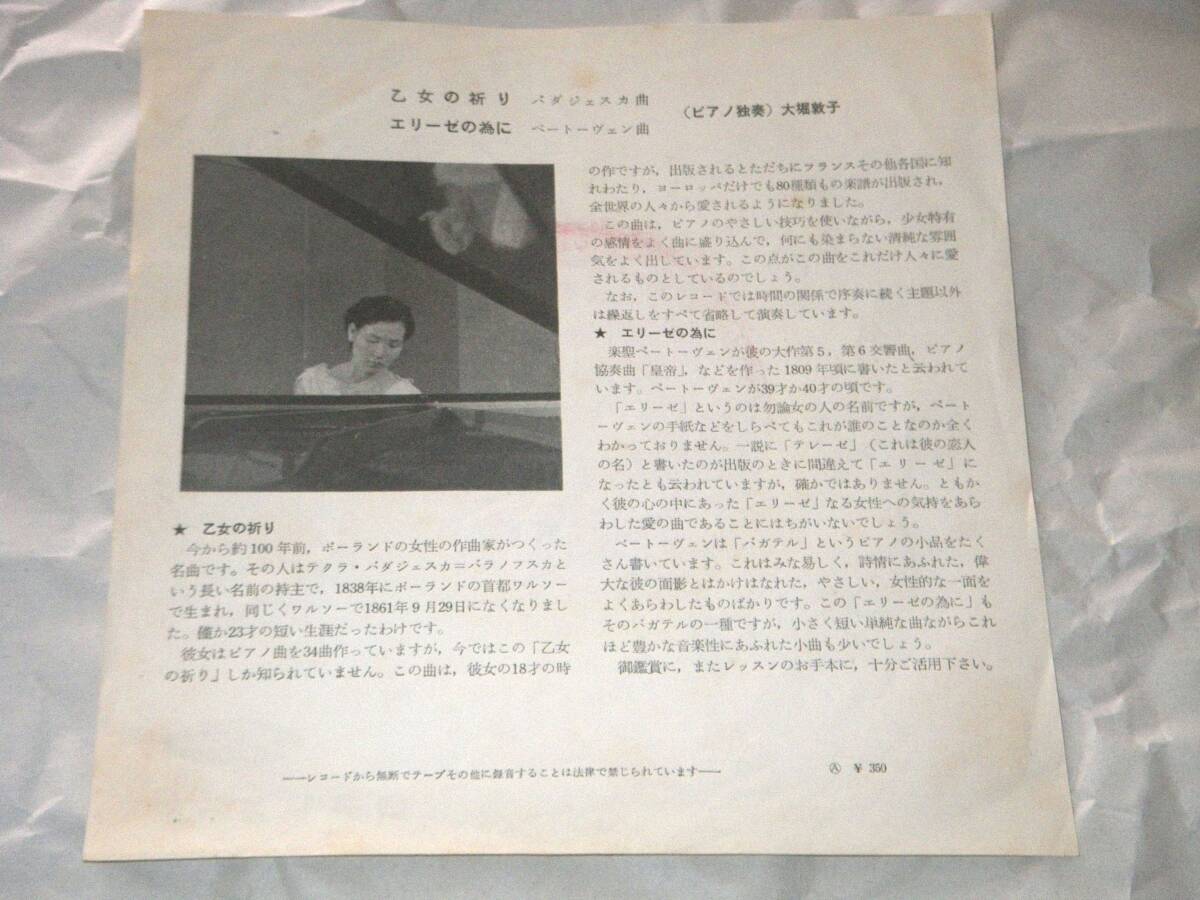 乙女の祈り　バダジェスカ曲
エリーゼの為に　ベートーヴェン曲
（ピアノ独奏）大堀敦子
★ 乙女の祈り
今から約100年前，ポーランドの女性の作曲家がつくった
名曲です。その人はテクラ・バダジェスカ＝バラノフスカと
いう長い名前の持主で，1838年にポーランドの首都ワルソー
で生まれ，同じくワルソーで1861年9月29日になくなりまし
た。僅か23才の短い生涯だったわけです。
彼女はピアノ曲を34曲作っていますが，今ではこの「乙女
の祈り」しか知られていません。この曲は，彼女の18才の時
の作ですが，出版されるとただちにフランスその他各国に知
れわたり，ヨーロッパだけでも80種類もの楽譜が出版され，
全世界の人々から愛されるようになりました。
この曲は，ピアノのやさしい技巧を使いながら，少女特有
の感情をよく曲に盛り込んで，何にも染まらない清純な雰囲
気をよく出しています。この点がこの曲をこれだけ人々に愛
されるものとしているのでしょう。
なお，このレコードでは時間の関係で序奏に続く主題以外
は繰返しをすべて省略して演奏しています。
★ エリーゼの為に
楽聖ベートーヴェンが彼の大作第5，第6交響曲，ピアノ
協奏曲『皇帝』，などを作った1809年頃に書いたと云われて
います。ベートーヴェンが39才か40才の頃です。
「エリーゼ」というのは勿論女の人の名前ですが，ベート
ーヴェンの手紙などをしらべてもこれが誰のことなのか全く
わかっておりません。一説に「テレーゼ」（これは彼の恋人
の名）と書いたのが出版のときに間違えて「エリーゼ」に
なったとも云われていますが，確かではありません。ともか
く彼の心の中にあった「エリーゼ」なる女性への気持をあら
わした愛の曲であることにはちがいないでしょう。
ベートーヴェンは「バガテル」というピアノの小品をたく
さん書いています。これはみな易しく，詩情にあふれた，偉
大な彼の面影とはかけはなれた，やさしい，女性的な一面を
よくあらわしたものばかりです。この「エリーゼの為に」も
そのバガテルの一種ですが，小さく短い単純な曲ながらこれ
ほど豊かな音楽性にあふれた小曲も少いでしょう。
御鑑賞に，またレッスンのお手本に，十分ご活用下さい。
――レコードから無断でテープその他に録音することは法律で禁じられています――
Ⓐ ￥350